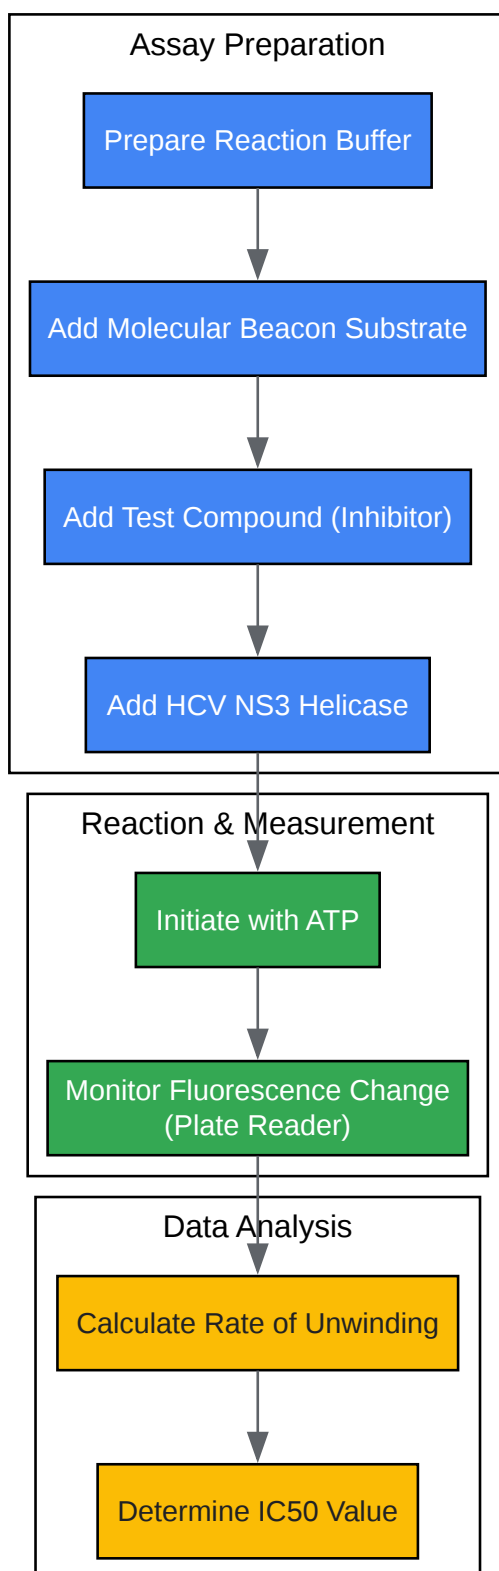 Assay Preparation
Prepare Reaction Buffer
Add Molecular Beacon Substrate
Add Test Compound (Inhibitor)
Add HCV NS3 Helicase
Reaction & Measurement
Initiate with ATP
Monitor Fluorescence Change
(Plate Reader)
Data Analysis
Calculate Rate of Unwinding
Determine IC50 Value